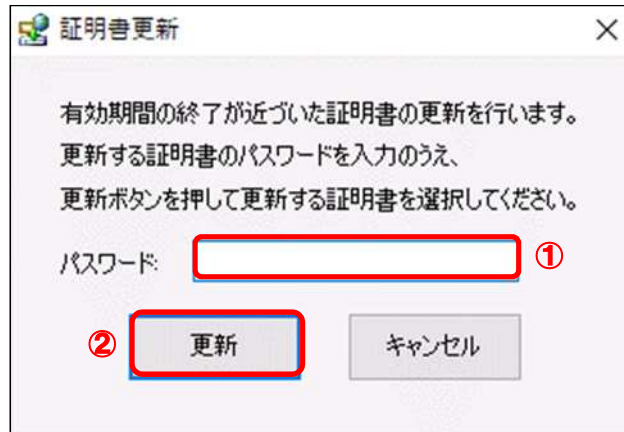 証明書更新
有効期間の終了が近づいた証明書の更新を行います。
更新する証明書のパスワードを入力のうえ、
更新ボタンを押して更新する証明書を選択してください。
パスワード: ①
② 更新 キャンセル